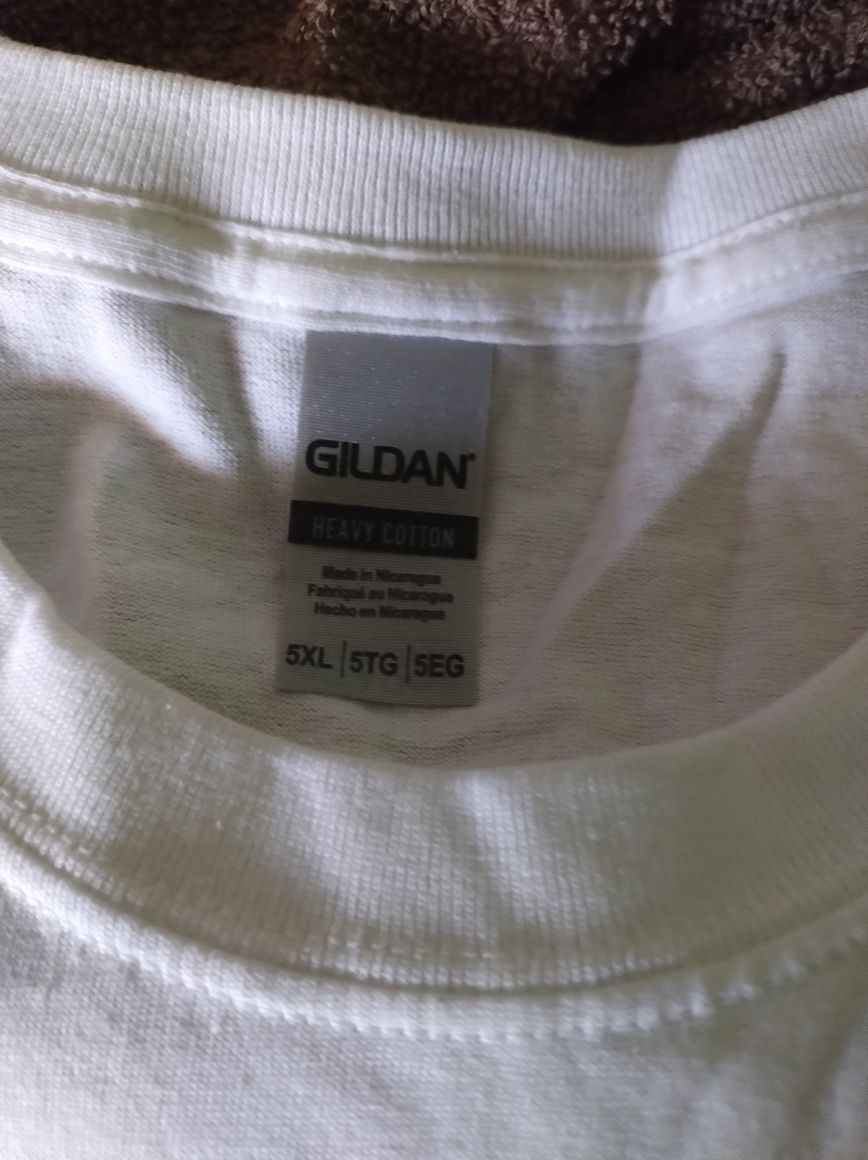 GILDAN®
HEAVY COTTON
Made in Nicaragua
Fabriqué au Nicaragua
Hecho en Nicaragua
5XL | 5TG | 5EG